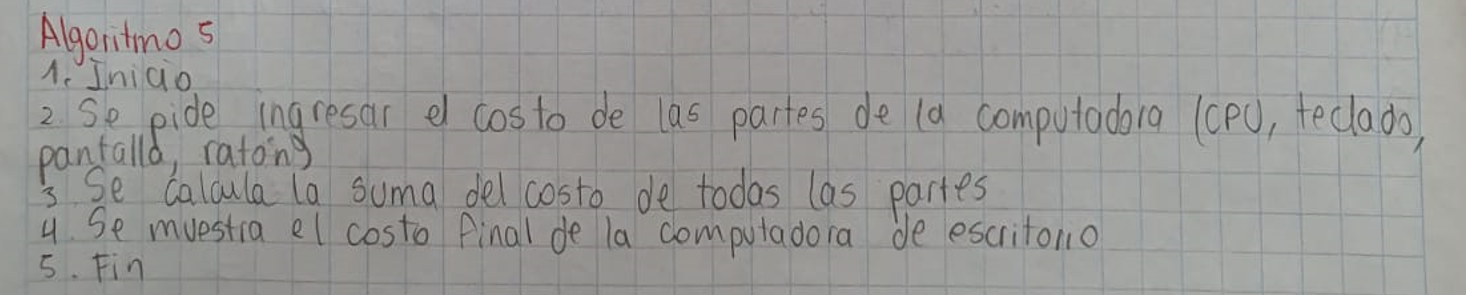 Algoritmo 5
1. Inicio
2. Se pide ingresar el costo de las partes de la computadora (CPU, teclado,
pantalla, ratón)
3. Se calcula la suma del costo de todas las partes
4. Se muestra el costo final de la computadora de escritorio
5. Fin